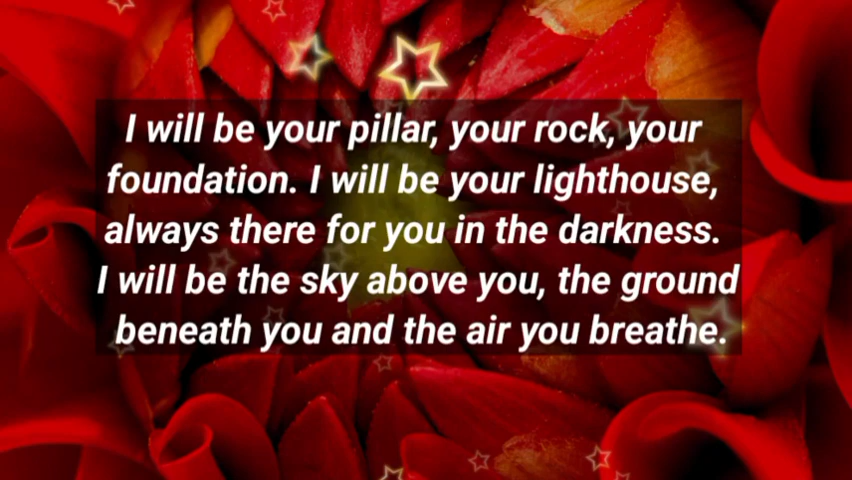 I will be your pillar, your rock, your
foundation. I will be your lighthouse,
always there for you in the darkness.
I will be the sky above you, the ground
beneath you and the air you breathe.